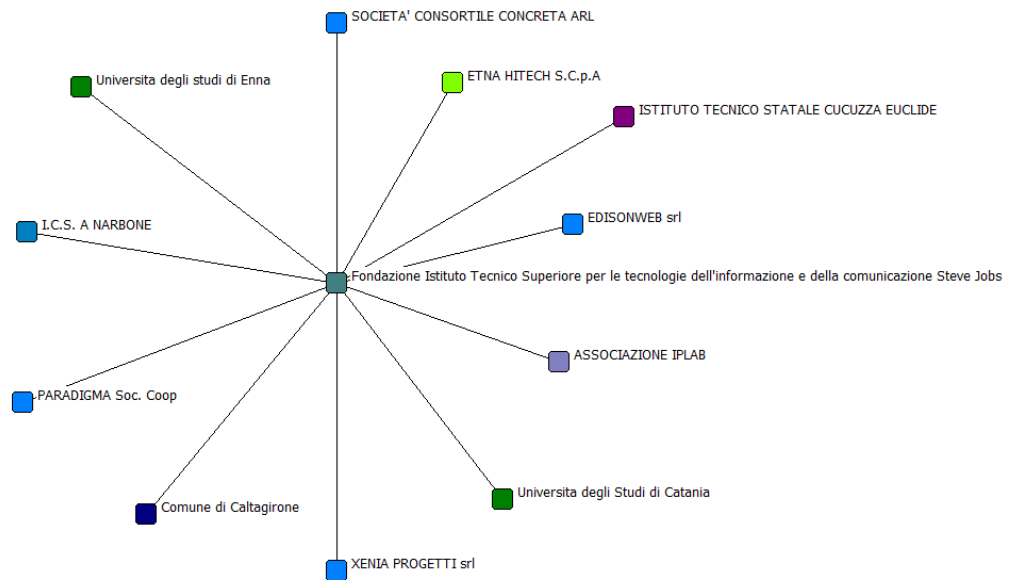 SOCIETA' CONSORTILE CONCRETA ARL
ETNA HITECH S.C.p.A
Universita degli studi di Enna
ISTITUTO TECNICO STATALE CUCUZZA EUCLIDE
EDISONWEB srl
I.C.S. A NARBONE
Fondazione Istituto Tecnico Superiore per le tecnologie dell'informazione e della comunicazione Steve Jobs
ASSOCIAZIONE IPLAB
PARADIGMA Soc. Coop
Universita degli Studi di Catania
Comune di Caltagirone
XENIA PROGETTI srl